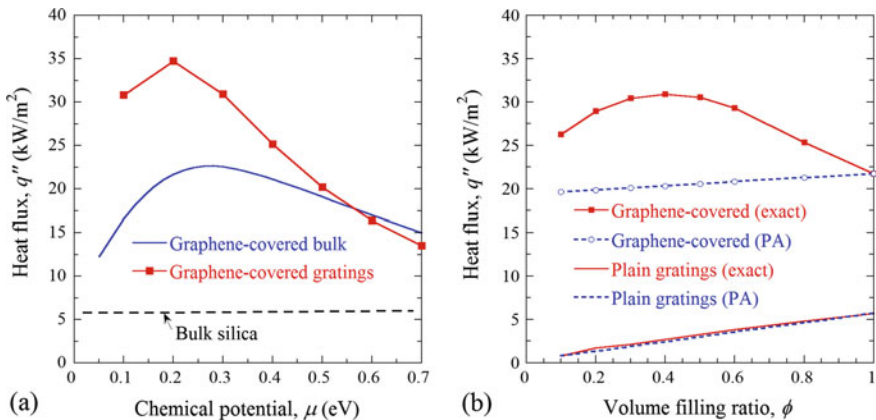 40
35
30
25
20
15
10
5
0
Heat flux, q″ (kW/m²)
Graphene-covered bulk
Graphene-covered gratings
Bulk silica
0 0.1 0.2 0.3 0.4 0.5 0.6 0.7
(a) Chemical potential, μ (eV)
40
35
30
25
20
15
10
5
0
Heat flux, q″ (kW/m²)
Graphene-covered (exact)
Graphene-covered (PA)
Plain gratings (exact)
Plain gratings (PA)
0 0.2 0.4 0.6 0.8 1
(b) Volume filling ratio, ϕ